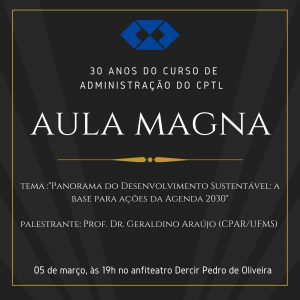 30 ANOS DO CURSO DE
ADMINISTRAÇÃO DO CPTL
AULA MAGNA
TEMA :"PANORAMA DO DESENVOLVIMENTO SUSTENTÁVEL: A
BASE PARA AÇÕES DA AGENDA 2030"
PALESTRANTE: PROF. DR. GERALDINO ARAÚJO (CPAR/UFMS)
05 de março, às 19h no anfiteatro Dercir Pedro de Oliveira